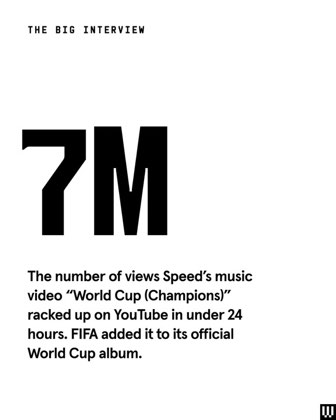 THE BIG INTERVIEW
7M
The number of views Speed’s music
video “World Cup (Champions)”
racked up on YouTube in under 24
hours. FIFA added it to its official
World Cup album.
W